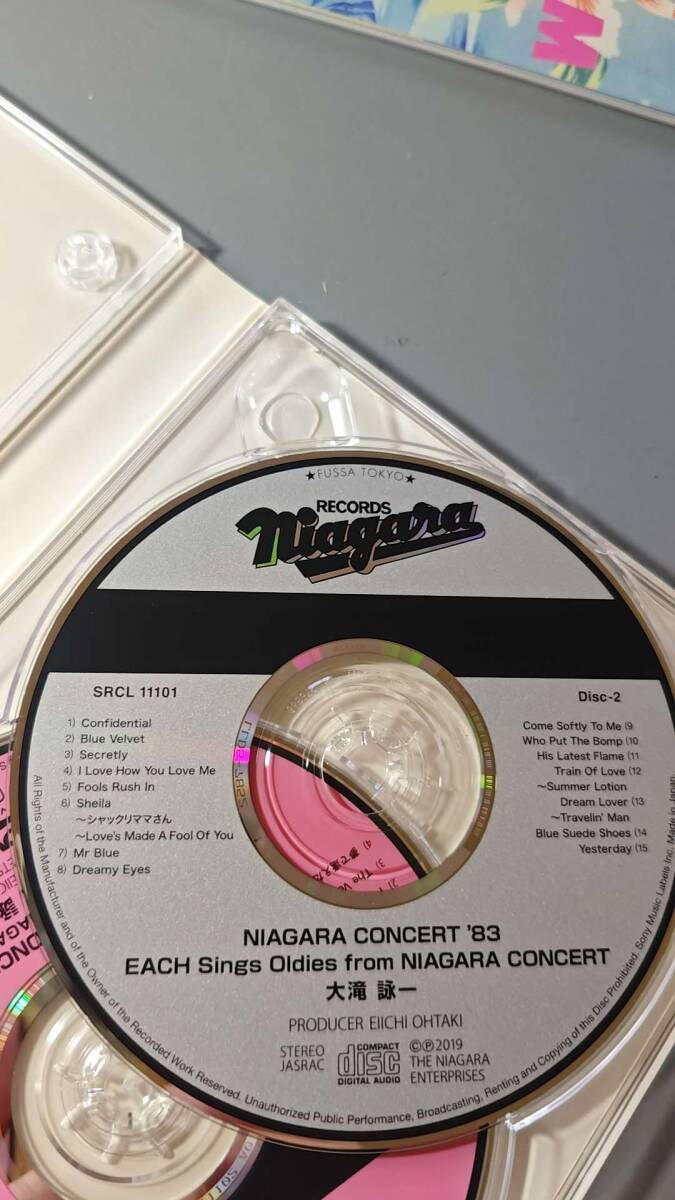 M
★FUSSA TOKYO★
RECORDS
Niagara
SRCL 11101
Disc-2
1) Confidential
2) Blue Velvet
3) Secretly
4) I Love How You Love Me
5) Fools Rush In
6) Sheila
～シャックリママさん
～Love's Made A Fool Of You
7) Mr Blue
8) Dreamy Eyes
Come Softly To Me (9
Who Put The Bomp (10
His Latest Flame (11
Train Of Love (12
～Summer Lotion
Dream Lover (13
～Travelin' Man
Blue Suede Shoes (14
Yesterday (15
NIAGARA CONCERT '83
EACH Sings Oldies from NIAGARA CONCERT
大滝 詠一
PRODUCER EIICHI OHTAKI
STEREO
JASRAC
COMPACT
disc
DIGITAL AUDIO
©Ⓟ2019
THE NIAGARA
ENTERPRISES
All Rights of the Manufacturer and of the Owner of the Recorded Work Reserved. Unauthorized Public Performance, Broadcasting, Renting and Copying of this Disc Prohibited. Sony Music Labels Inc. Made in Japan